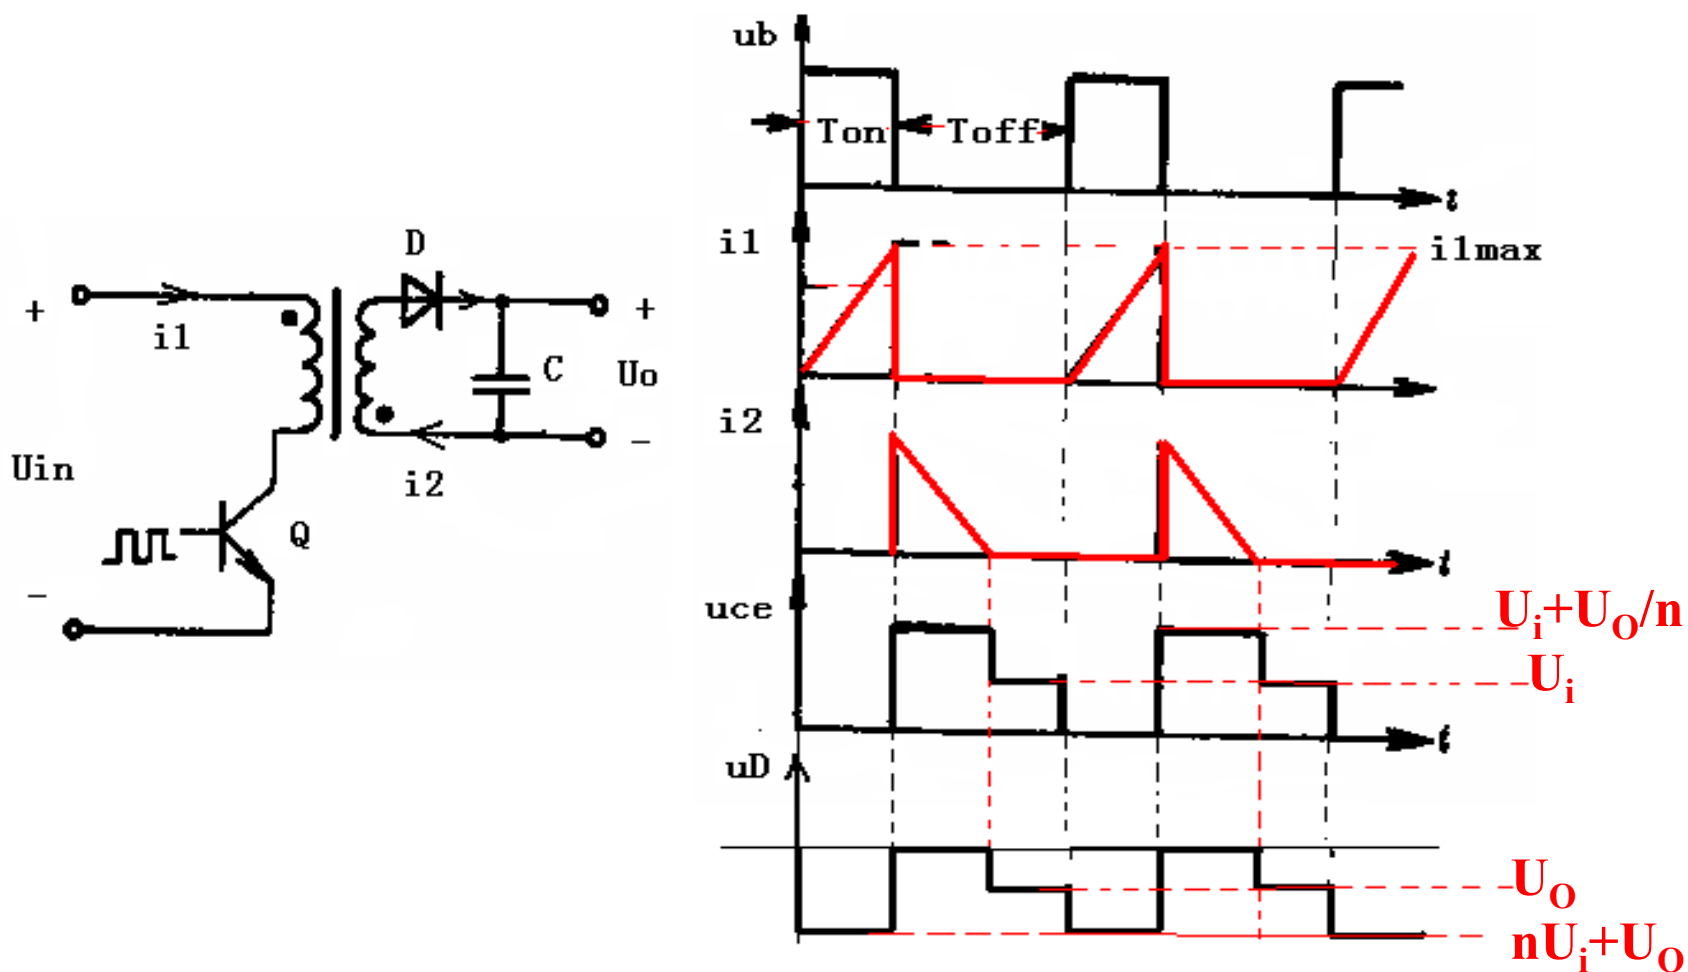 D
+
i1
C
+
Uo
-
i2
Uin
Q
-
ub
Ton
Toff
t
i1
i1max
i2
t
uce
Ui+UO/n
Ui
t
uD
UO
nUi+UO